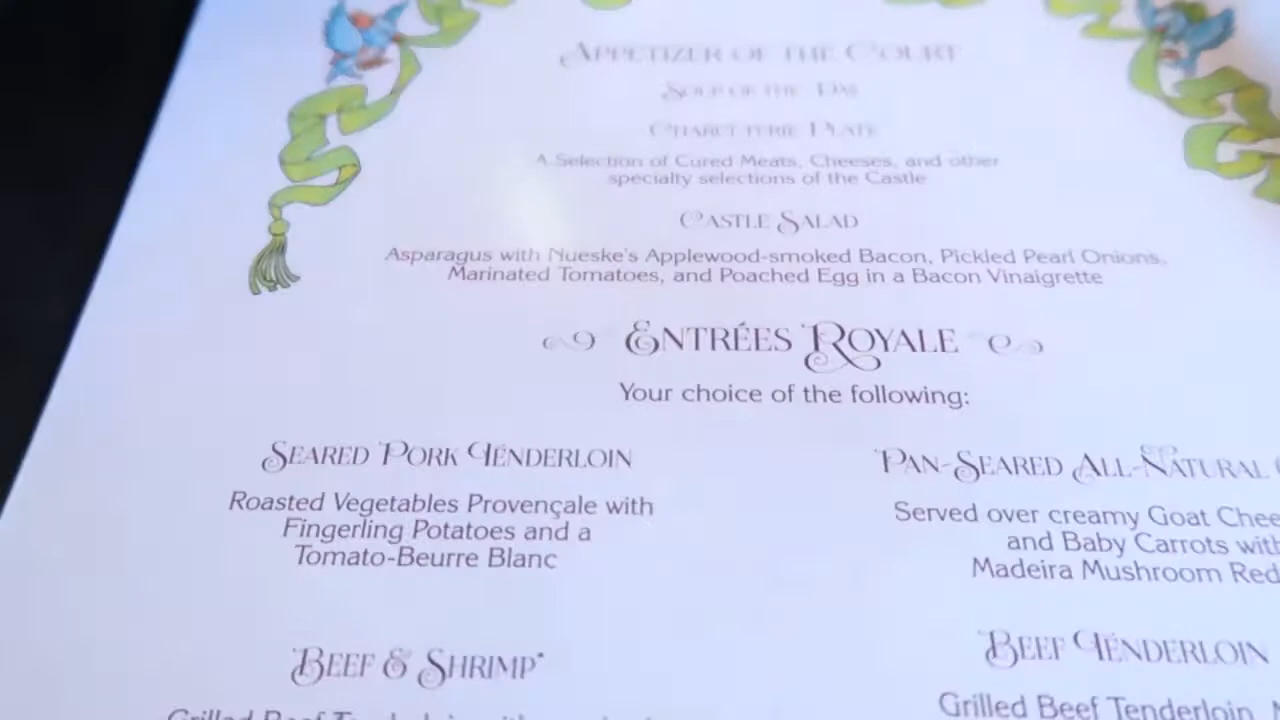 Appetizer of the Court
Soup of the Day
Charcuterie Plate
A Selection of Cured Meats, Cheeses, and other
specialty selections of the Castle
Castle Salad
Asparagus with Nueske's Applewood-smoked Bacon, Pickled Pearl Onions,
Marinated Tomatoes, and Poached Egg in a Bacon Vinaigrette
Entrées Royale
Your choice of the following:
Seared Pork Tenderloin
Roasted Vegetables Provençale with
Fingerling Potatoes and a
Tomato-Beurre Blanc
Pan-Seared All-Natural
Served over creamy Goat Chee
and Baby Carrots with
Madeira Mushroom Red
Beef & Shrimp*
Beef Tenderloin
Grilled Beef Tenderloin